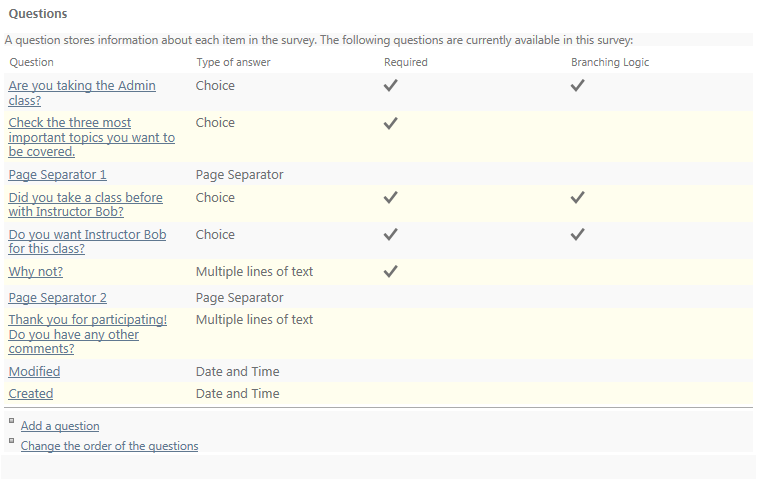 Questions
A question stores information about each item in the survey. The following questions are currently available in this survey:
Question Type of answer Required Branching Logic
Are you taking the Admin Choice
class?
Check the three most Choice
important topics you want to
be covered.
Page Separator 1 Page Separator
Did you take a class before Choice
with Instructor Bob?
Do you want Instructor Bob Choice
for this class?
Why not? Multiple lines of text
Page Separator 2 Page Separator
Thank you for participating! Multiple lines of text
Do you have any other
comments?
Modified Date and Time
Created Date and Time
Add a question
Change the order of the questions